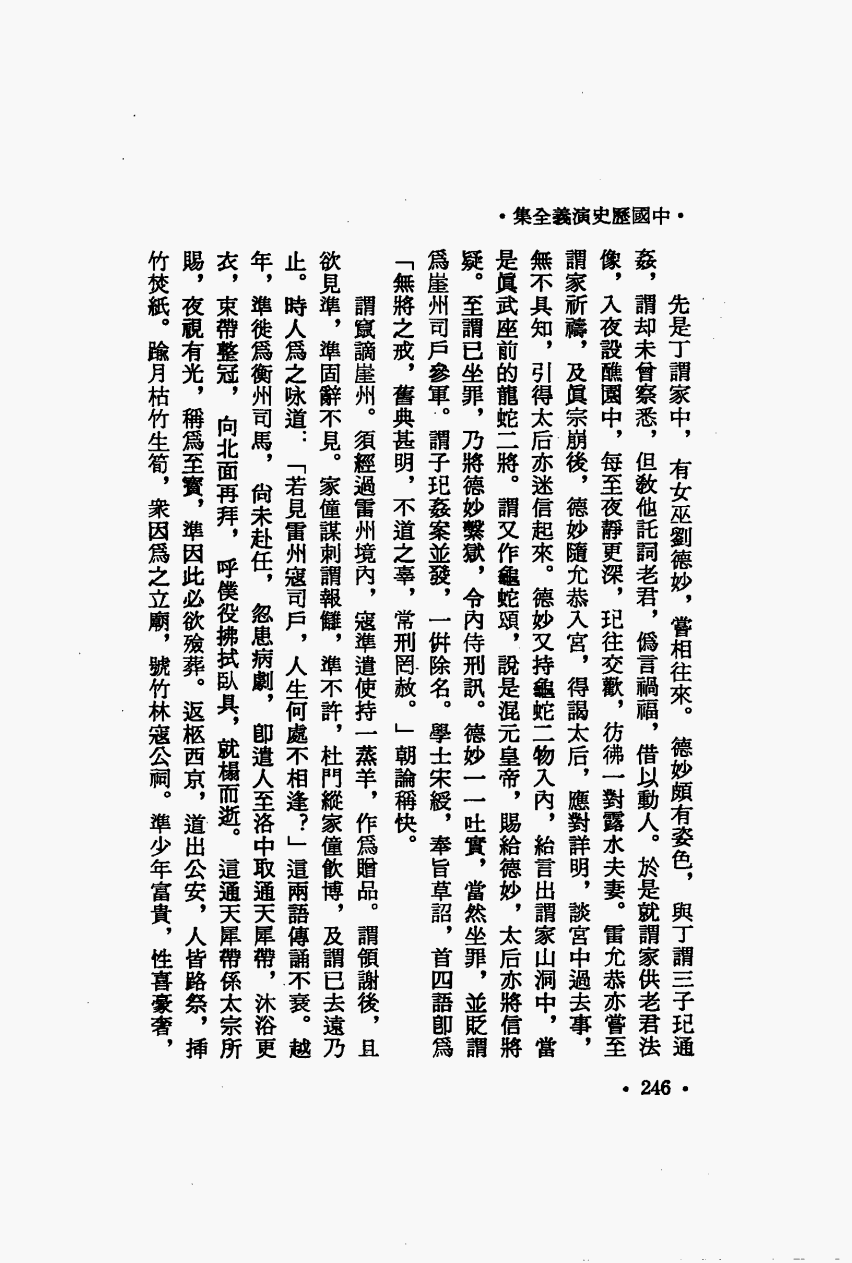 •中國歷史演義全集•
先是丁謂家中，有女巫劉德妙，嘗相往來。德妙頗有姿色，與丁謂三子玘通
姦，謂却未曾察悉，但教他託詞老君，僞言禍福，借以動人。於是就謂家供老君法
像，入夜設醮園中，每至夜靜更深，玘往交歡，彷彿一對露水夫妻。雷允恭亦嘗至
謂家祈禱，及眞宗崩後，德妙隨允恭入宮，得謁太后，應對詳明，談宮中過去事，
無不具知，引得太后亦迷信起來。德妙又持龜蛇二物入內，紿言出謂家山洞中，當
是眞武座前的龍蛇二將。謂又作龜蛇頌，說是混元皇帝，賜給德妙，太后亦將信將
疑。至謂已坐罪，乃將德妙繫獄，令內侍刑訊。德妙一一吐實，當然坐罪，並貶謂
爲崖州司戶參軍。謂子玘姦案並發，一倂除名。學士宋綬，奉旨草詔，首四語卽爲
「無將之戒，舊典甚明，不道之辜，常刑罔赦。」朝論稱快。
謂竄謫崖州。須經過雷州境內，寇準遣使持一蒸羊，作爲贈品。謂領謝後，且
欲見準，準固辭不見。家僮謀刺謂報讎，準不許，杜門縱家僮飲博，及謂已去遠乃
止。時人爲之咏道：「若見雷州寇司戶，人生何處不相逢？」這兩語傳誦不衰。越
年，準徙爲衡州司馬，尙未赴任，忽患病劇，卽遣人至洛中取通天犀帶，沐浴更
衣，束帶整冠，向北面再拜，呼僕役拂拭臥具，就榻而逝。這通天犀帶係太宗所
賜，夜視有光，稱爲至寳，準因此必欲殮葬。返柩西京，道出公安，人皆路祭，揷
竹焚紙。踰月枯竹生筍，衆因爲之立廟，號竹林寇公祠。準少年富貴，性喜豪奢，
•246•